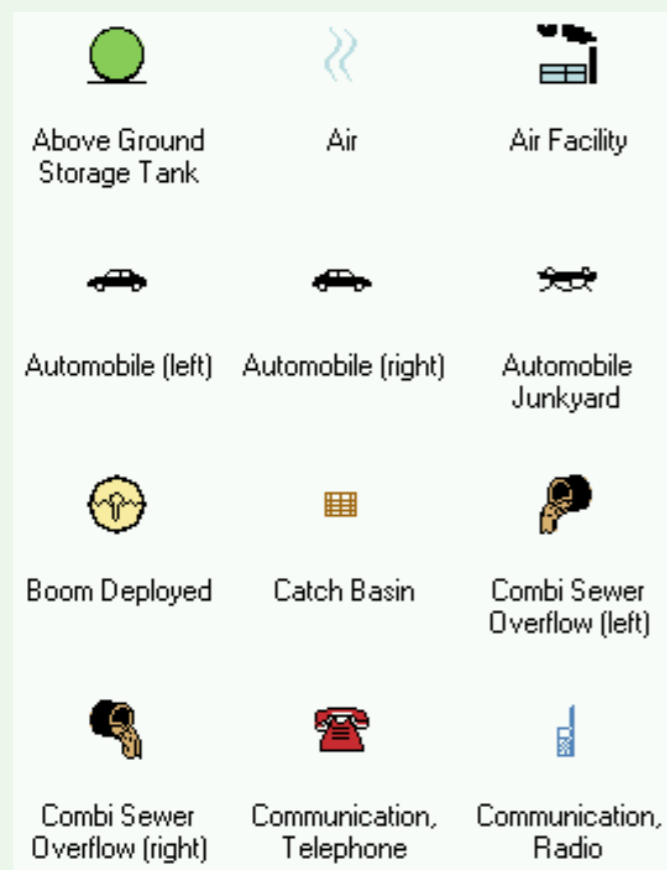 Above Ground
Storage Tank
Air
Air Facility
Automobile (left)
Automobile (right)
Automobile
Junkyard
Boom Deployed
Catch Basin
Combi Sewer
Overflow (left)
Combi Sewer
Overflow (right)
Communication,
Telephone
Communication,
Radio